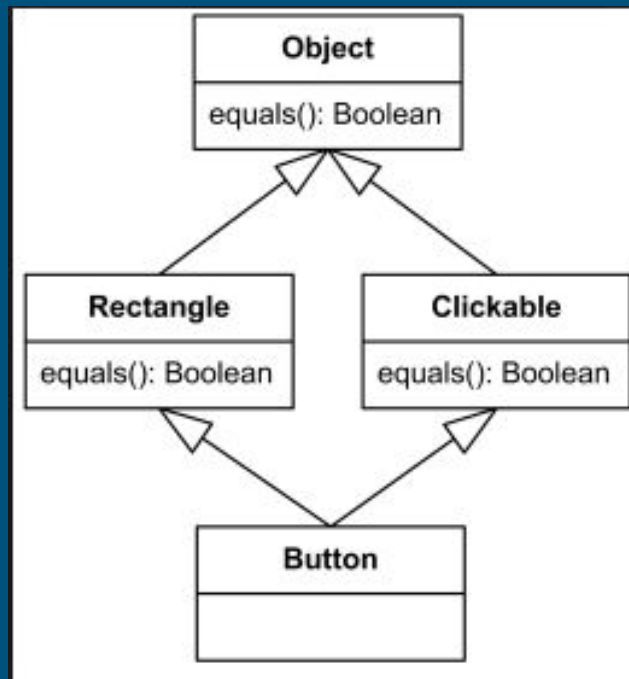 Object
equals(): Boolean
Rectangle
equals(): Boolean
Clickable
equals(): Boolean
Button